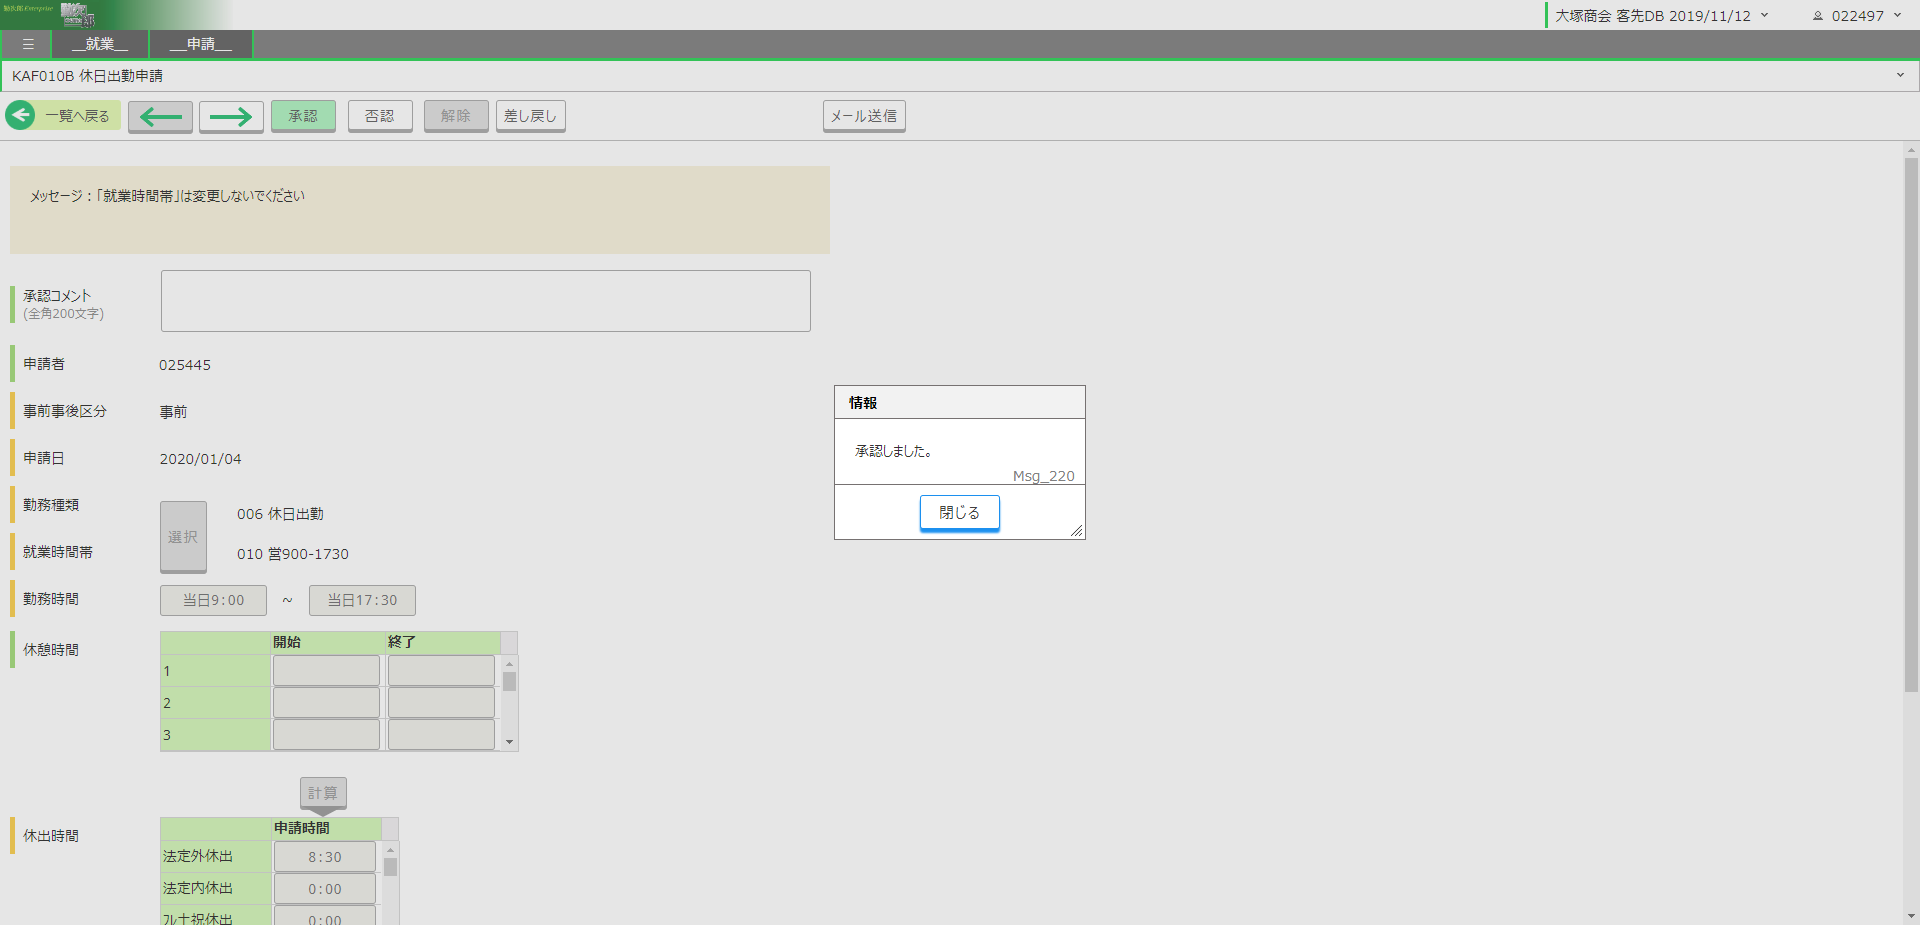 勤次郎 Enterprise
大塚商会 客先DB 2019/11/12
022497
__就業__
__申請__
KAF010B 休日出勤申請
一覧へ戻る
承認
否認
解除
差し戻し
メール送信
メッセージ：「就業時間帯」は変更しないでください
承認コメント
(全角200文字)
申請者 025445
事前事後区分 事前
申請日 2020/01/04
勤務種類 006 休日出勤
選択
就業時間帯 010 営900-1730
勤務時間 当日9:00 ~ 当日17:30
休憩時間
開始 終了
1
2
3
計算
休出時間
申請時間
法定外休出 8:30
法定内休出 0:00
ﾌﾚ土祝休出 0:00
情報
承認しました。
Msg_220
閉じる